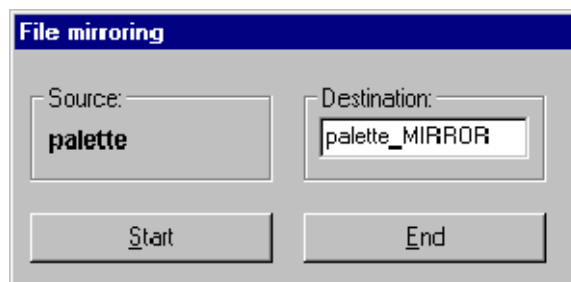 File mirroring
Source:
palette
Destination:
palette_MIRROR
Start
End